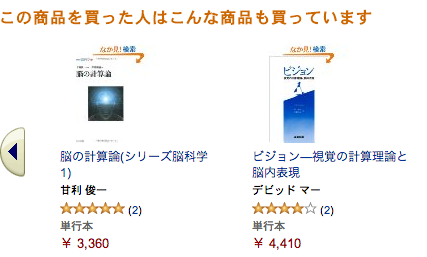 この商品を買った人はこんな商品も買っています
なか見!検索
なか見!検索
脳の計算論
ビジョン
脳の計算論(シリーズ脳科学
1)
甘利 俊一
(2)
単行本
￥ 3,360
ビジョン―視覚の計算理論と
脳内表現
デビッド マー
(2)
単行本
￥ 4,410